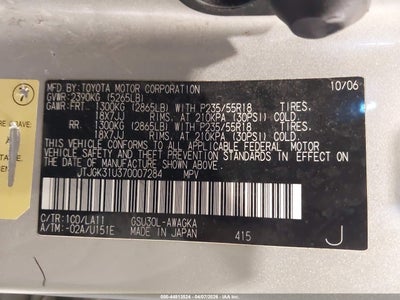 MFD.BY:TOYOTA MOTOR CORPORATION 10/06
GVWR:2390KG (5265LB)
GAWR:FRT. 1300KG (2865LB) WITH P235/55R18 TIRES,
18X7JJ RIMS, AT 210KPA (30PSI) COLD
RR. 1300KG (2865LB) WITH P235/55R18 TIRES,
18X7JJ RIMS, AT 210KPA (30PSI) COLD
THIS VEHICLE CONFORMS TO ALL APPLICABLE FEDERAL MOTOR
VEHICLE SAFETY AND THEFT PREVENTION STANDARDS IN EFFECT ON
THE DATE OF MANUFACTURE SHOWN ABOVE.
JTJGK31U370007284 MPV
C/TR:1C0/LA11 GSU30L-AWAGKA
A/TM:-02A/U151E MADE IN JAPAN 415 J